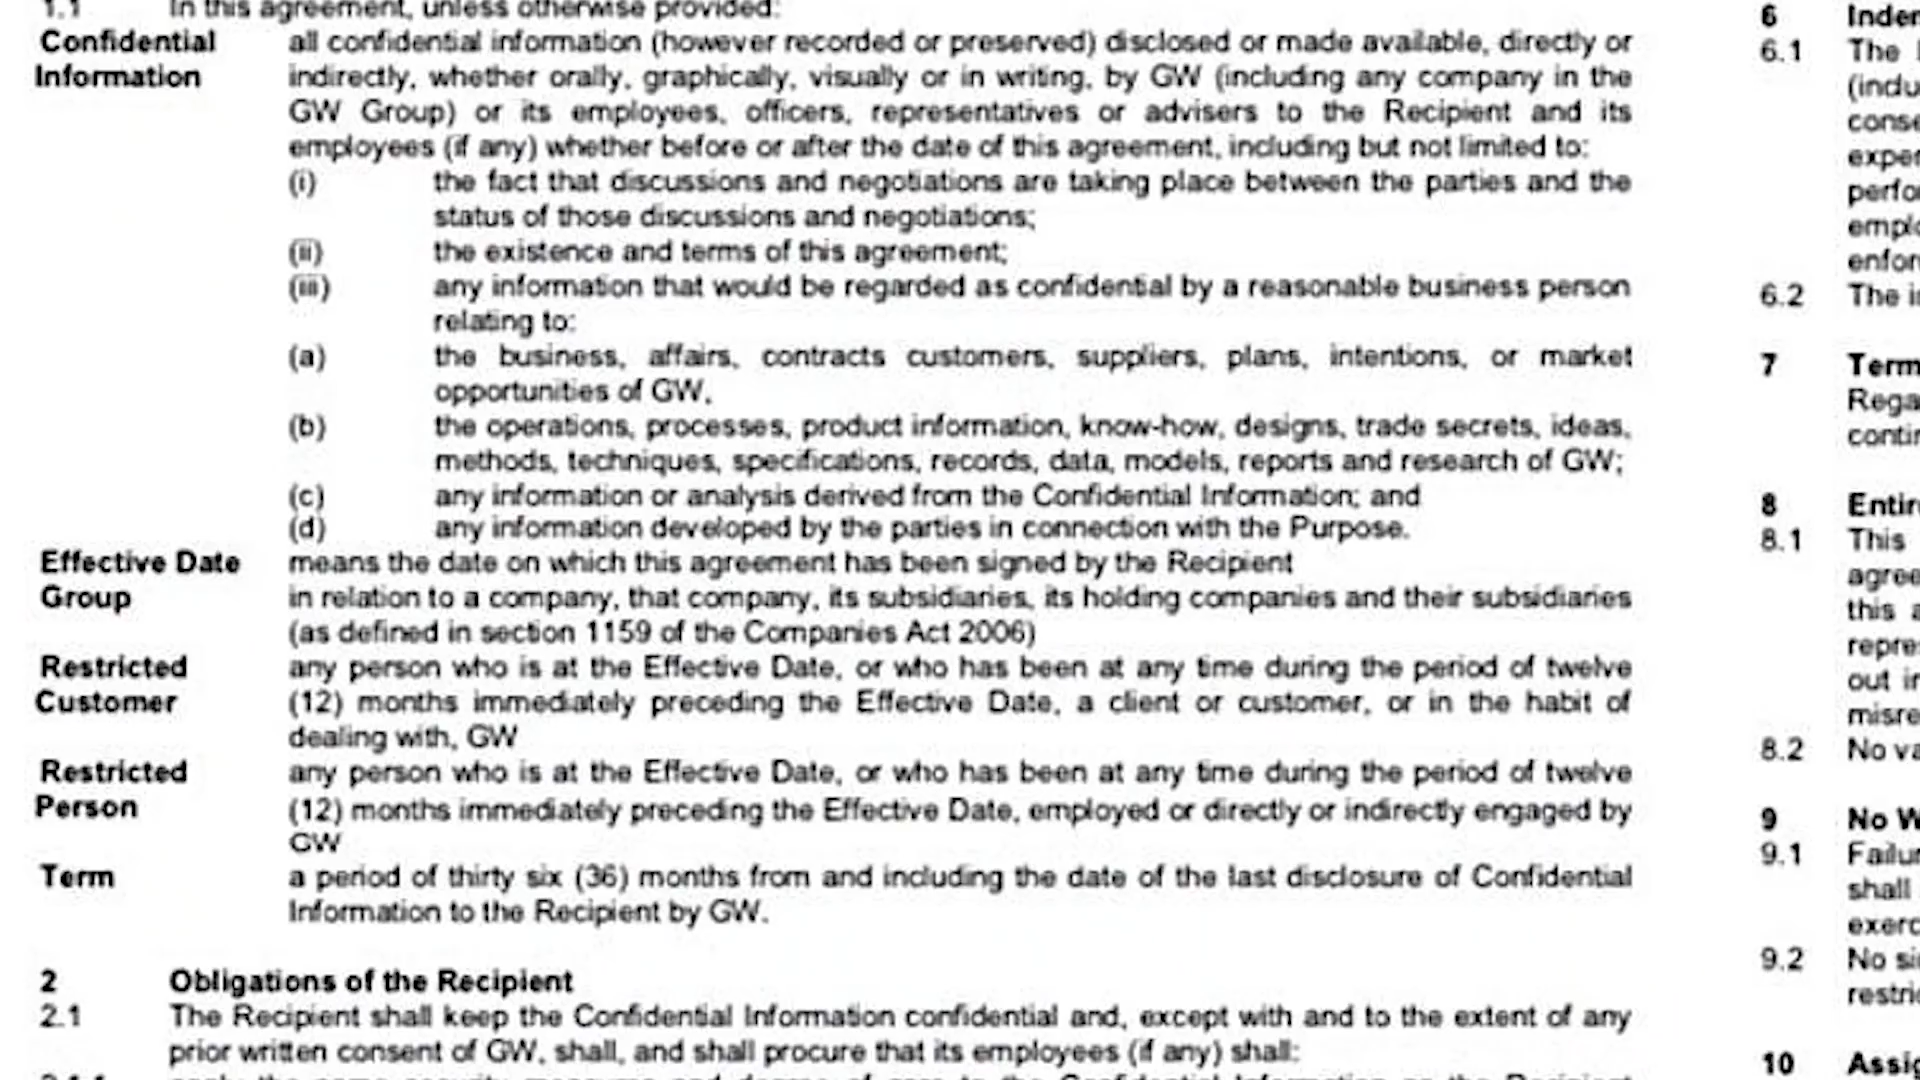 1.1 In this agreement, unless otherwise provided:
Confidential Information all confidential information (however recorded or preserved) disclosed or made available, directly or
indirectly, whether orally, graphically, visually or in writing, by GW (including any company in the
GW Group) or its employees, officers, representatives or advisers to the Recipient and its
employees (if any) whether before or after the date of this agreement, including but not limited to:
(i) the fact that discussions and negotiations are taking place between the parties and the
status of those discussions and negotiations;
(ii) the existence and terms of this agreement;
(iii) any information that would be regarded as confidential by a reasonable business person
relating to:
(a) the business, affairs, contracts customers, suppliers, plans, intentions, or market
opportunities of GW,
(b) the operations, processes, product information, know-how, designs, trade secrets, ideas,
methods, techniques, specifications, records, data, models, reports and research of GW;
(c) any information or analysis derived from the Confidential Information; and
(d) any information developed by the parties in connection with the Purpose.
Effective Date means the date on which this agreement has been signed by the Recipient
Group in relation to a company, that company, its subsidiaries, its holding companies and their subsidiaries
(as defined in section 1159 of the Companies Act 2006)
Restricted Customer any person who is at the Effective Date, or who has been at any time during the period of twelve
(12) months immediately preceding the Effective Date, a client or customer, or in the habit of
dealing with, GW
Restricted Person any person who is at the Effective Date, or who has been at any time during the period of twelve
(12) months immediately preceding the Effective Date, employed or directly or indirectly engaged by
GW
Term a period of thirty six (36) months from and including the date of the last disclosure of Confidential
Information to the Recipient by GW.
2 Obligations of the Recipient
2.1 The Recipient shall keep the Confidential Information confidential and, except with and to the extent of any
prior written consent of GW, shall, and shall procure that its employees (if any) shall:
6
6.1 The
6.2 The
7
8
8.1 This
this
out
8.2 No
9 No
9.1
shall
9.2 No
10